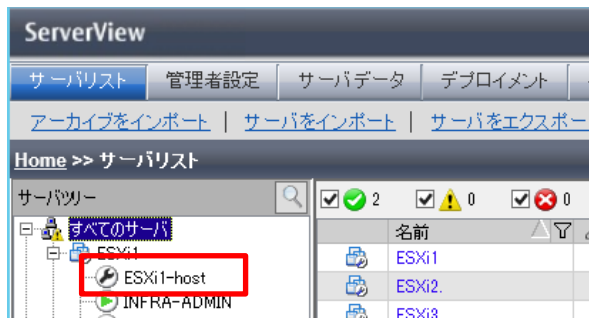 ServerView
サーバリスト 管理者設定 サーバデータ デプロイメント
アーカイブをインポート | サーバをインポート | サーバをエクスポー
Home >> サーバリスト
サーバツリー
2 0 0
すべてのサーバ
名前
ESXi1
ESXi1
ESXi1-host
ESXi2.
INFRA-ADMIN
ESXi3